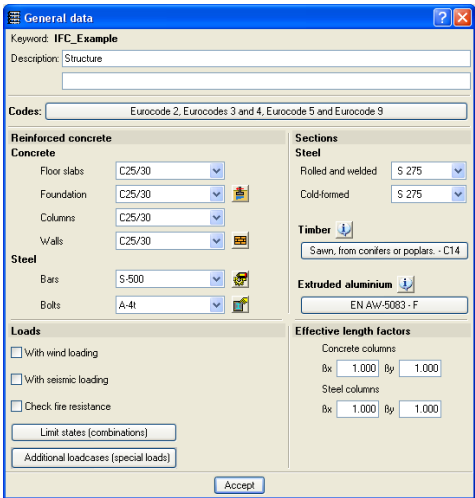 General data
Keyword: IFC_Example
Description: Structure
Codes: Eurocode 2, Eurocodes 3 and 4, Eurocode 5 and Eurocode 9
Reinforced concrete
Concrete
Floor slabs C25/30
Foundation C25/30
Columns C25/30
Walls C25/30
Steel
Bars S-500
Bolts A-4t
Sections
Steel
Rolled and welded S 275
Cold-formed S 275
Timber
Sawn, from conifers or poplars. - C14
Extruded aluminium
EN AW-5083 - F
Loads
With wind loading
With seismic loading
Check fire resistance
Limit states (combinations)
Additional loadcases (special loads)
Effective length factors
Concrete columns
βx 1.000 βy 1.000
Steel columns
βx 1.000 βy 1.000
Accept